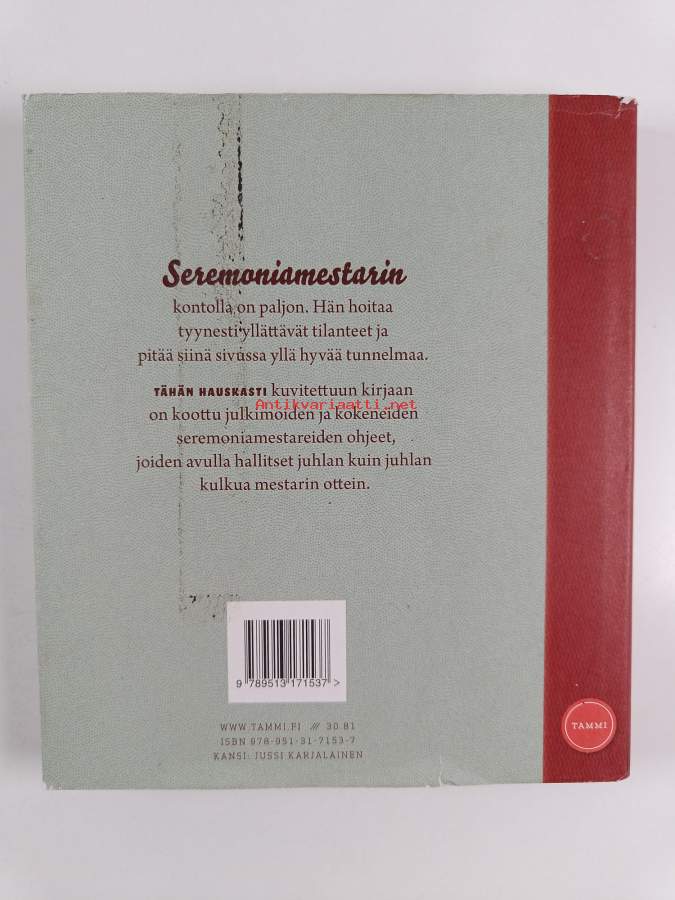 Seremoniamestarin
kontolla on paljon. Hän hoitaa
tyynesti yllättävät tilanteet ja
pitää siinä sivussa yllä hyvää tunnelmaa.
TÄHÄN HAUSKASTI kuvitettuun kirjaan
Antikvariaatti.net
on koottu julkimoiden ja kokeneiden
seremoniamestareiden ohjeet,
joiden avulla hallitset juhlan kuin juhlan
kulkua mestarin ottein.
9 789513 171537 >
WWW.TAMMI.FI /// 30.81
ISBN 978-951-31-7153-7
KANSI: JUSSI KARJALAINEN
TAMMI